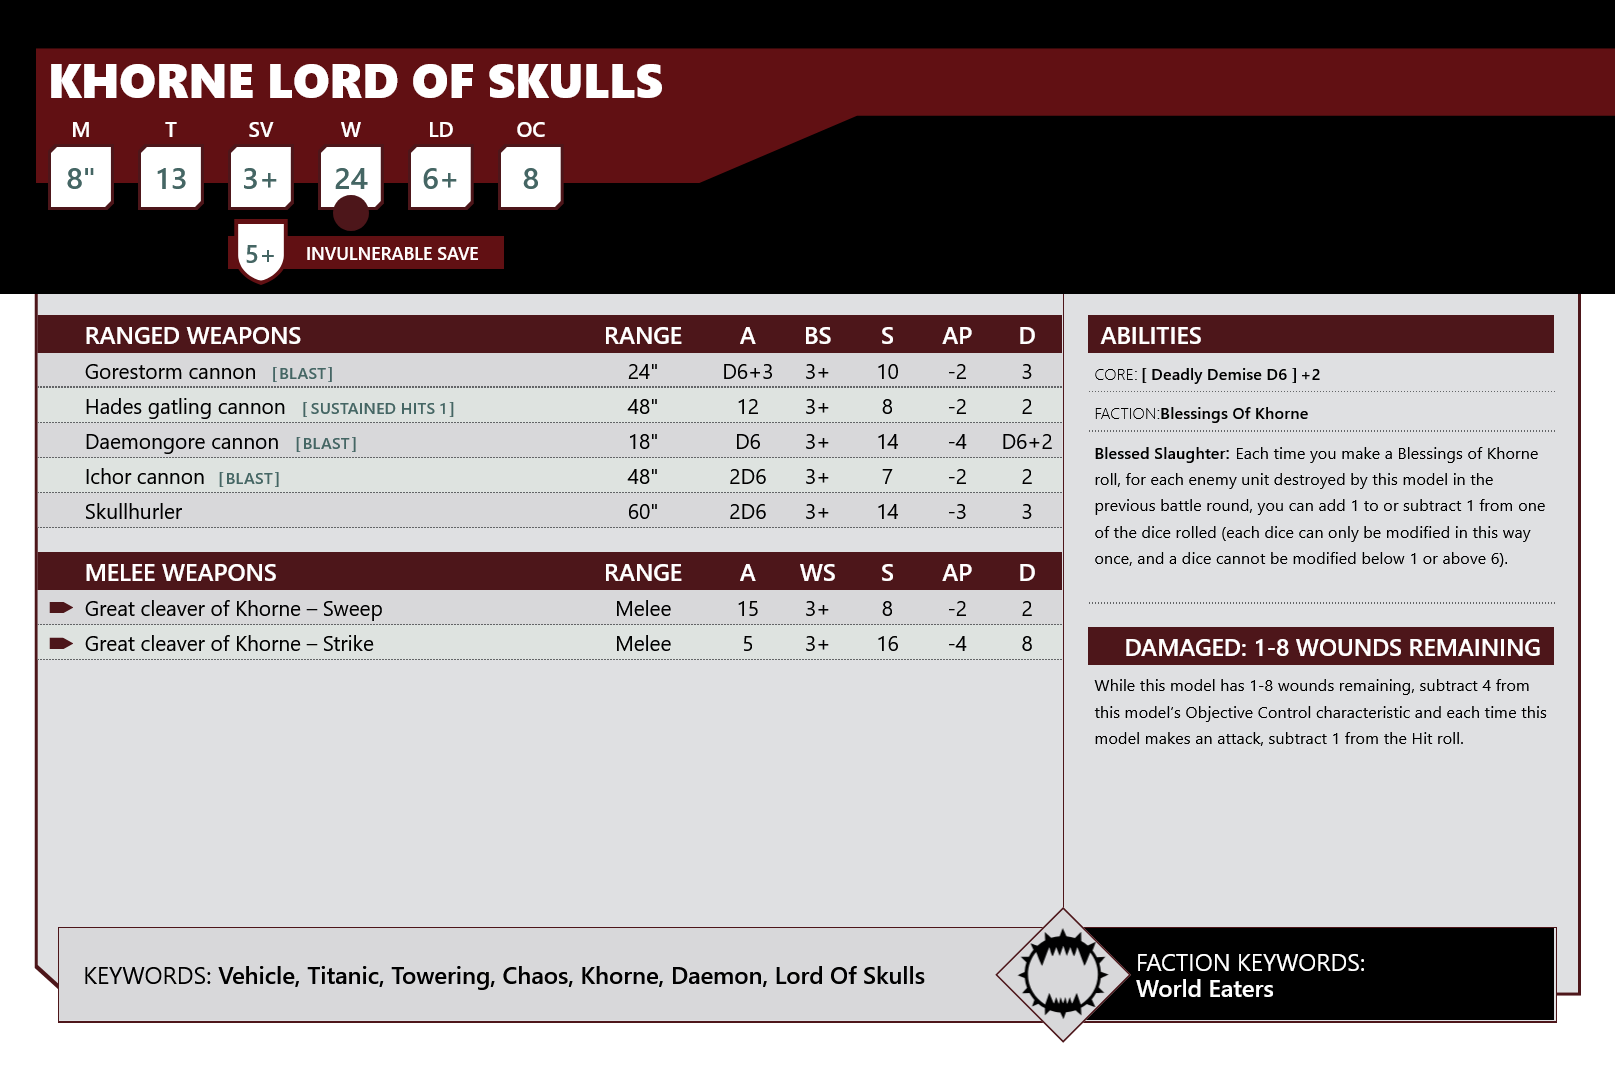 KHORNE LORD OF SKULLS
M T SV W LD OC
8" 13 3+ 24 6+ 8
5+ INVULNERABLE SAVE
RANGED WEAPONS RANGE A BS S AP D
Gorestorm cannon [BLAST] 24" D6+3 3+ 10 -2 3
Hades gatling cannon [SUSTAINED HITS 1] 48" 12 3+ 8 -2 2
Daemongore cannon [BLAST] 18" D6 3+ 14 -4 D6+2
Ichor cannon [BLAST] 48" 2D6 3+ 7 -2 2
Skullhurler 60" 2D6 3+ 14 -3 3
MELEE WEAPONS RANGE A WS S AP D
Great cleaver of Khorne – Sweep Melee 15 3+ 8 -2 2
Great cleaver of Khorne – Strike Melee 5 3+ 16 -4 8
ABILITIES
CORE: [ Deadly Demise D6 ] +2
FACTION:Blessings Of Khorne
Blessed Slaughter: Each time you make a Blessings of Khorne
roll, for each enemy unit destroyed by this model in the
previous battle round, you can add 1 to or subtract 1 from one
of the dice rolled (each dice can only be modified in this way
once, and a dice cannot be modified below 1 or above 6).
DAMAGED: 1-8 WOUNDS REMAINING
While this model has 1-8 wounds remaining, subtract 4 from
this model’s Objective Control characteristic and each time this
model makes an attack, subtract 1 from the Hit roll.
KEYWORDS: Vehicle, Titanic, Towering, Chaos, Khorne, Daemon, Lord Of Skulls
FACTION KEYWORDS:
World Eaters